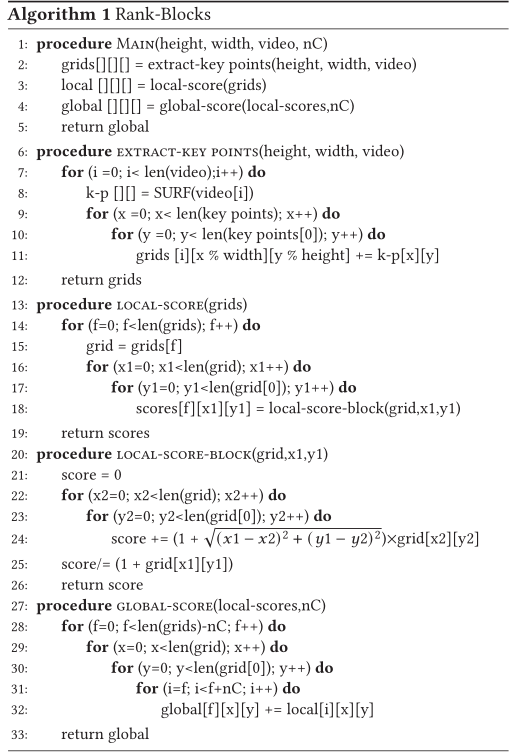 Algorithm 1 Rank-Blocks
1: procedure MAIN(height, width, video, nC)
2: grids[][][] = extract-key points(height, width, video)
3: local [][][] = local-score(grids)
4: global [][][] = global-score(local-scores,nC)
5: return global
6: procedure EXTRACT-KEY POINTS(height, width, video)
7: for (i =0; i< len(video);i++) do
8: k-p [][] = SURF(video[i])
9: for (x =0; x< len(key points); x++) do
10: for (y =0; y< len(key points[0]); y++) do
11: grids [i][x % width][y % height] += k-p[x][y]
12: return grids
13: procedure LOCAL-SCORE(grids)
14: for (f=0; f<len(grids); f++) do
15: grid = grids[f]
16: for (x1=0; x1<len(grid); x1++) do
17: for (y1=0; y1<len(grid[0]); y1++) do
18: scores[f][x1][y1] = local-score-block(grid,x1,y1)
19: return scores
20: procedure LOCAL-SCORE-BLOCK(grid,x1,y1)
21: score = 0
22: for (x2=0; x2<len(grid); x2++) do
23: for (y2=0; y2<len(grid[0]); y2++) do
24: score += (1 + √(x1 − x2)² + (y1 − y2)²)×grid[x2][y2]
25: score/= (1 + grid[x1][y1])
26: return score
27: procedure GLOBAL-SCORE(local-scores,nC)
28: for (f=0; f<len(grids)-nC; f++) do
29: for (x=0; x<len(grid); x++) do
30: for (y=0; y<len(grid[0]); y++) do
31: for (i=f; i<f+nC; i++) do
32: global[f][x][y] += local[i][x][y]
33: return global